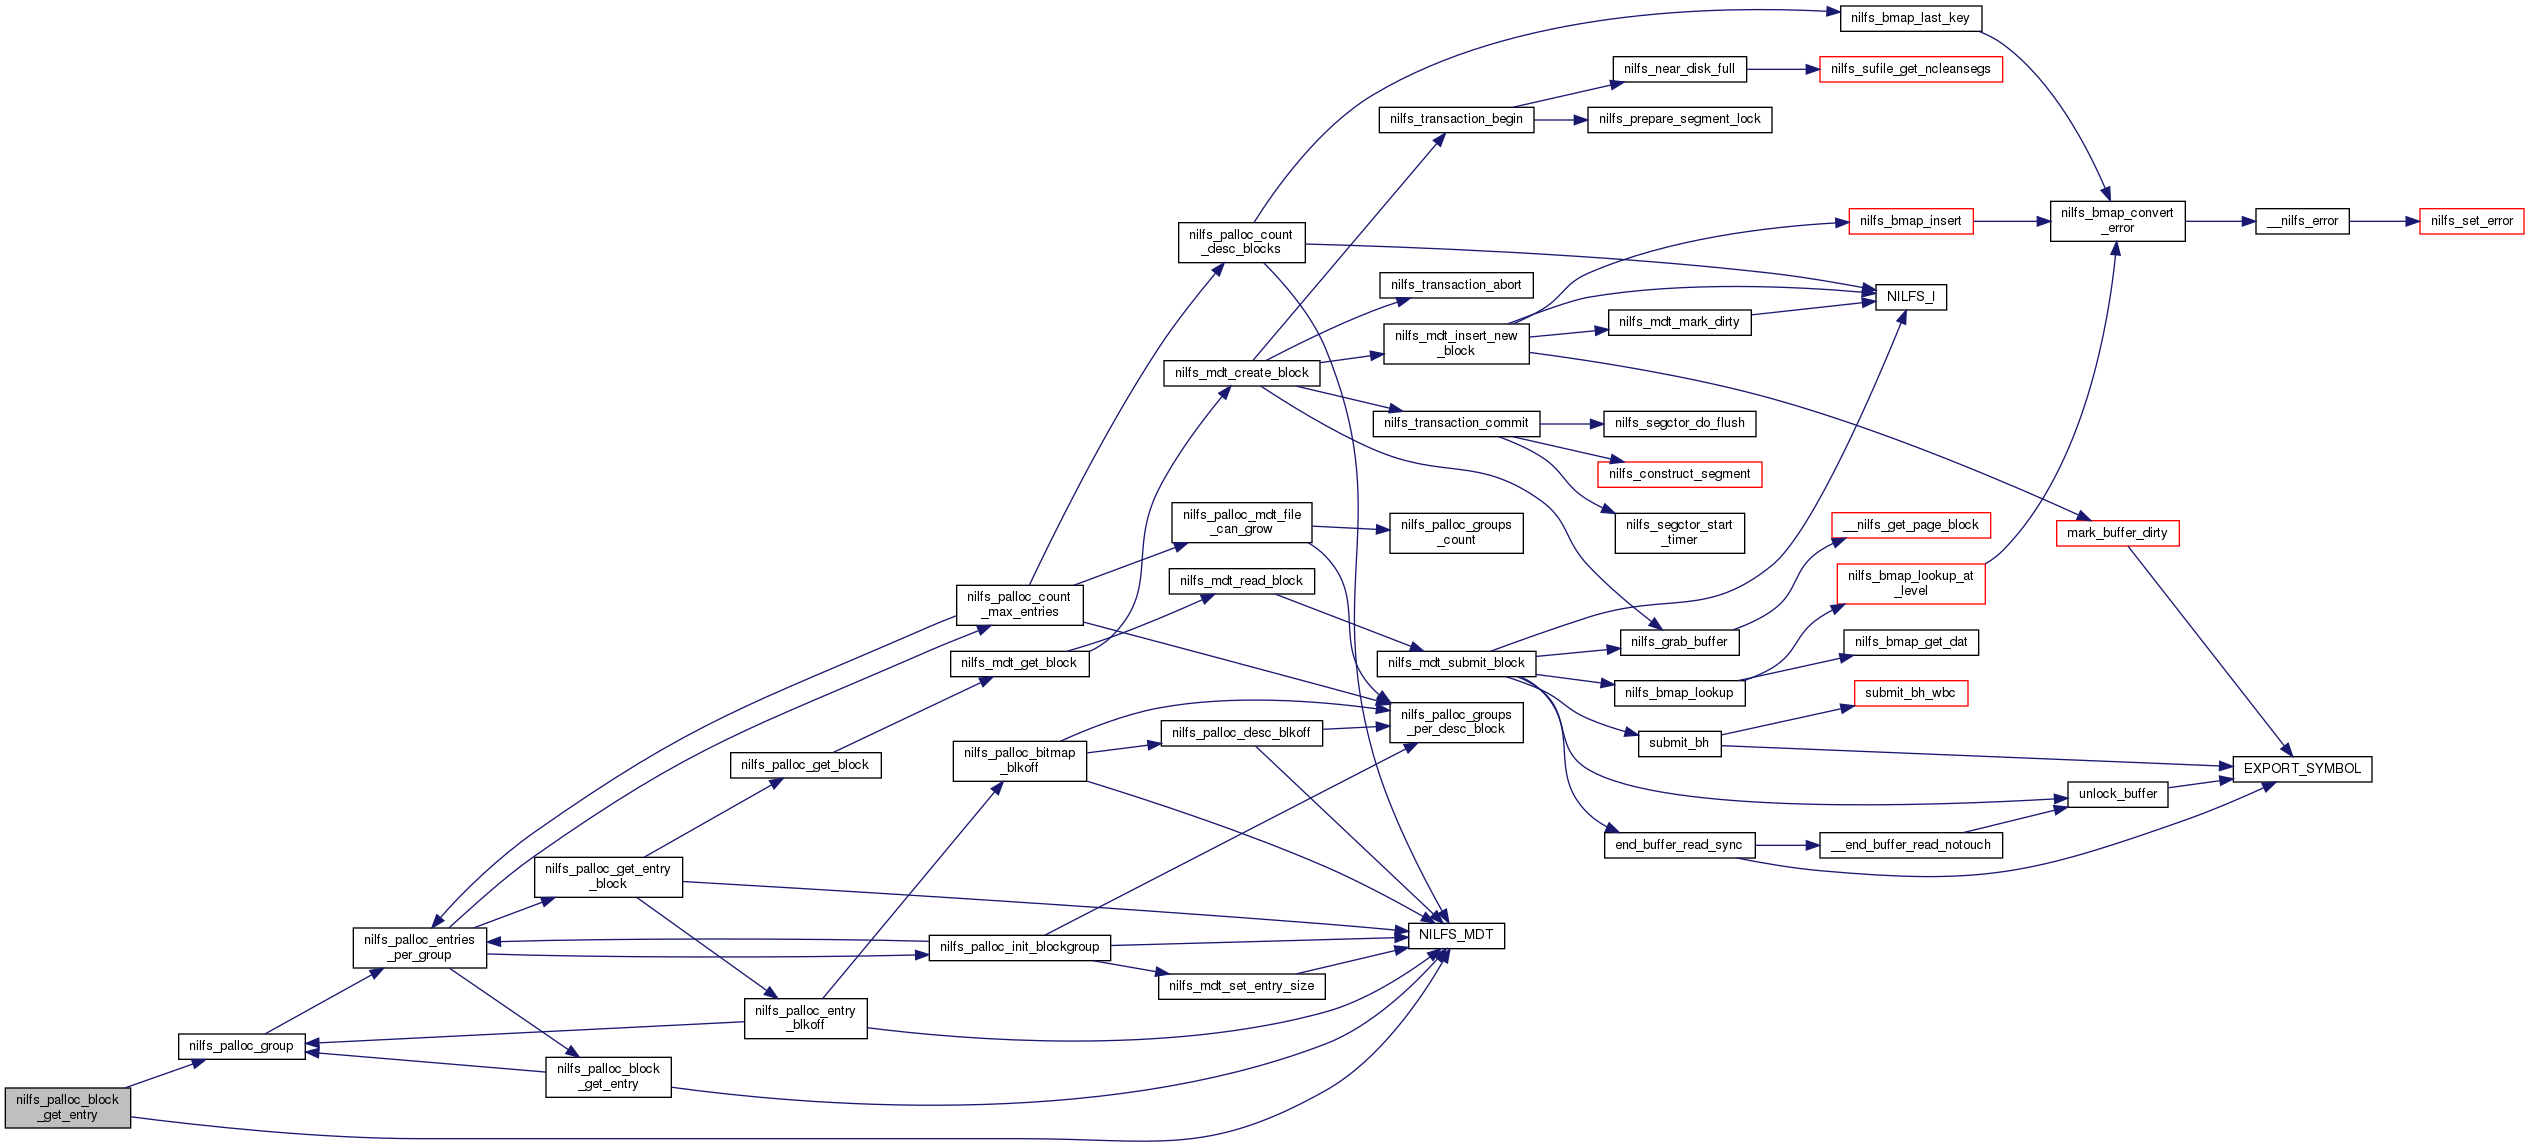 nilfs_bmap_last_key
nilfs_near_disk_full
nilfs_sufile_get_ncleansegs
nilfs_transaction_begin
nilfs_prepare_segment_lock
nilfs_palloc_count
_desc_blocks
nilfs_bmap_insert
nilfs_bmap_convert
_error
__nilfs_error
nilfs_set_error
nilfs_transaction_abort
NILFS_I
nilfs_mdt_insert_new
_block
nilfs_mdt_mark_dirty
nilfs_mdt_create_block
nilfs_transaction_commit
nilfs_segctor_do_flush
nilfs_construct_segment
nilfs_palloc_mdt_file
_can_grow
nilfs_palloc_groups
_count
nilfs_segctor_start
_timer
__nilfs_get_page_block
mark_buffer_dirty
nilfs_mdt_read_block
nilfs_bmap_lookup_at
_level
nilfs_palloc_count
_max_entries
nilfs_grab_buffer
nilfs_bmap_get_dat
nilfs_mdt_get_block
nilfs_mdt_submit_block
nilfs_bmap_lookup
submit_bh_wbc
nilfs_palloc_groups
_per_desc_block
nilfs_palloc_desc_blkoff
submit_bh
nilfs_palloc_bitmap
_blkoff
nilfs_palloc_get_block
EXPORT_SYMBOL
unlock_buffer
end_buffer_read_sync
__end_buffer_read_notouch
nilfs_palloc_get_entry
_block
nilfs_palloc_entries
_per_group
nilfs_palloc_init_blockgroup
NILFS_MDT
nilfs_mdt_set_entry_size
nilfs_palloc_entry
_blkoff
nilfs_palloc_group
nilfs_palloc_block
_get_entry
nilfs_palloc_block
_get_entry